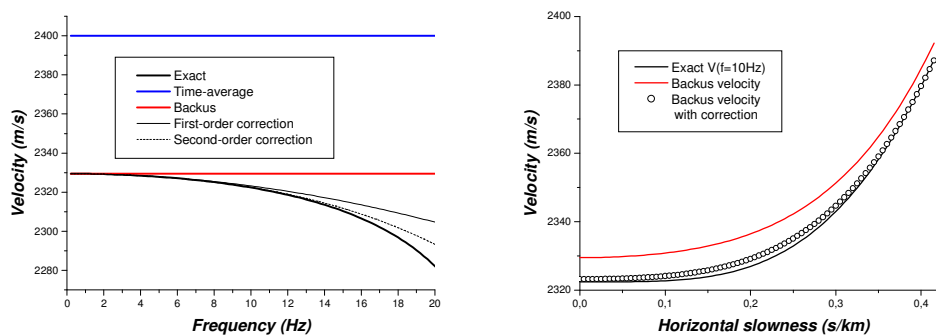 2400
2380
2360
2340
2320
2300
2280
Velocity (m/s)
Exact
Time-average
Backus
First-order correction
Second-order correction
0 2 4 6 8 10 12 14 16 18 20
Frequency (Hz)
2400
2380
2360
2340
2320
Velocity (m/s)
Exact V(f=10Hz)
Backus velocity
Backus velocity
with correction
0,0 0,1 0,2 0,3 0,4
Horizontal slowness (s/km)